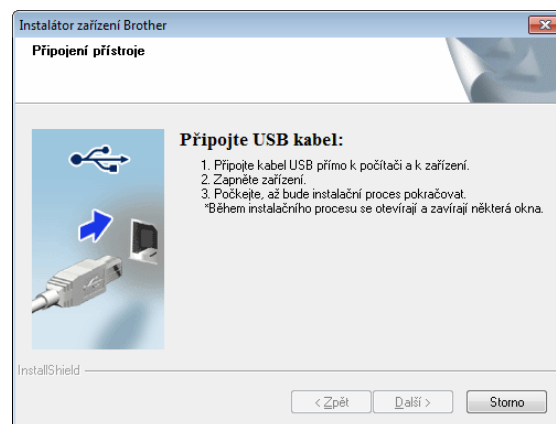 Instalátor zařízení Brother
Připojení přístroje
Připojte USB kabel:
1. Připojte kabel USB přímo k počítači a k zařízení.
2. Zapněte zařízení.
3. Počkejte, až bude instalační proces pokračovat.
*Během instalačního procesu se otevírají a zavírají některá okna.
InstallShield
< Zpět
Další >
Storno